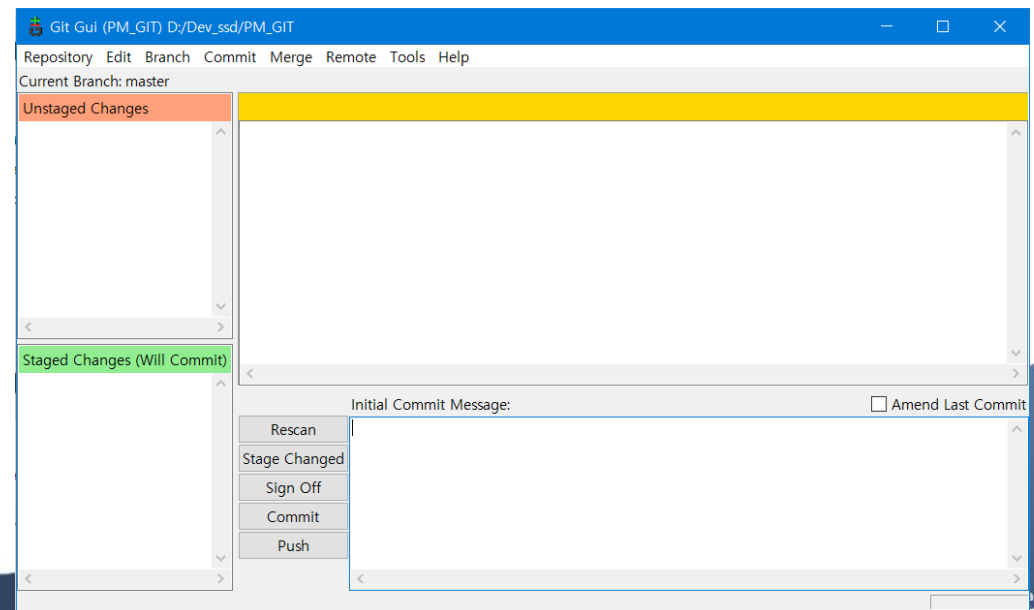 Git Gui (PM_GIT) D:/Dev_ssd/PM_GIT
Repository Edit Branch Commit Merge Remote Tools Help
Current Branch: master
Unstaged Changes
Staged Changes (Will Commit)
Initial Commit Message:
Amend Last Commit
Rescan
Stage Changed
Sign Off
Commit
Push